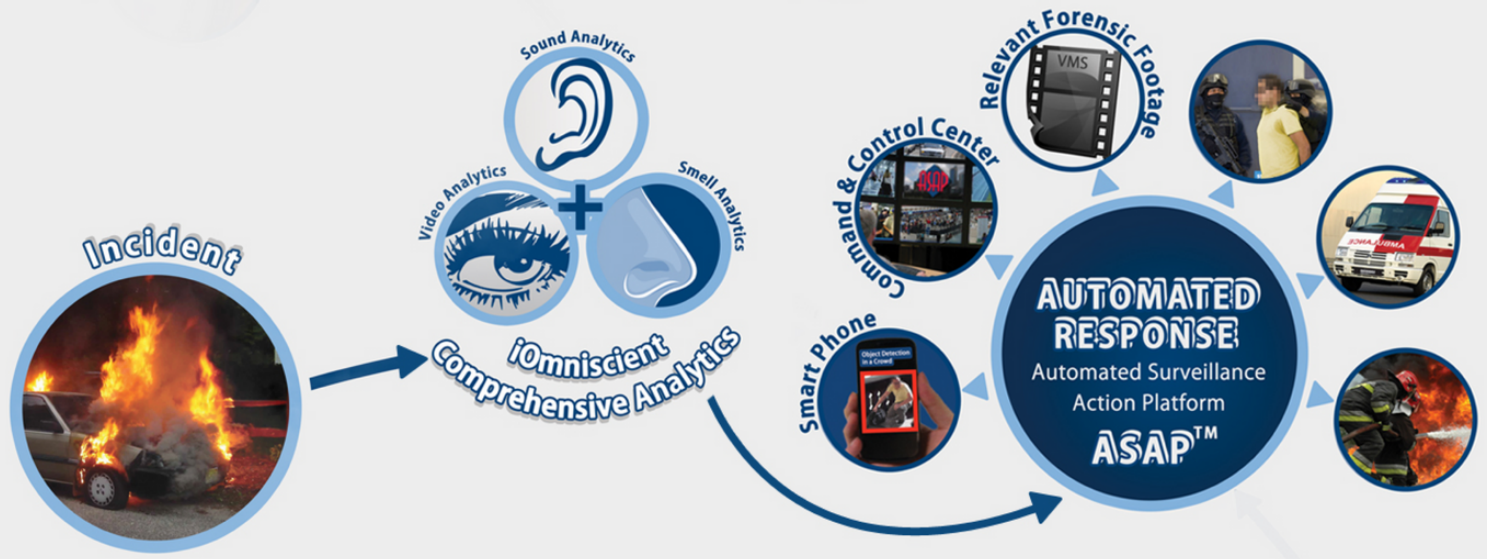 Incident
Sound Analytics
Video Analytics
Smell Analytics
iOmniscient
Comprehensive Analytics
Smart Phone
Object Detection
in a Crowd
Command & Control Center
ASAP
Relevant Forensic Footage
VMS
AMBULANCE
AUTOMATED
RESPONSE
Automated Surveillance
Action Platform
ASAP™